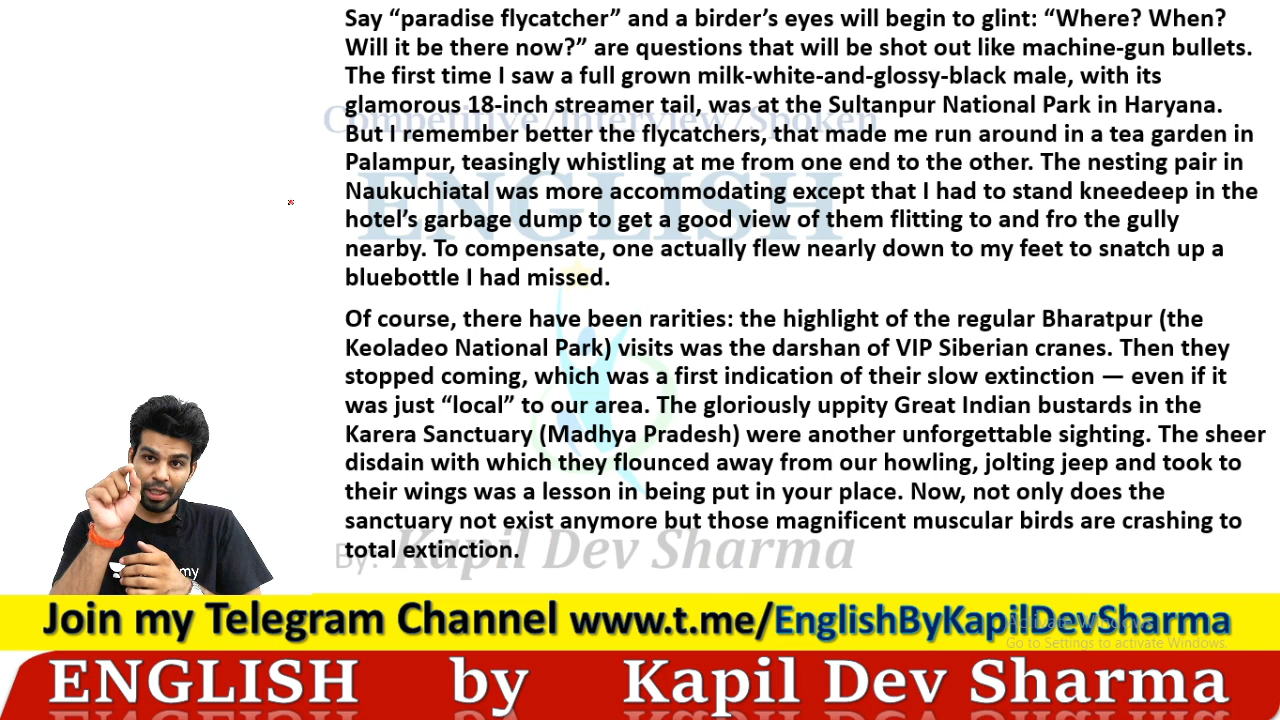 Say “paradise flycatcher” and a birder’s eyes will begin to glint: “Where? When?
Will it be there now?” are questions that will be shot out like machine-gun bullets.
The first time I saw a full grown milk-white-and-glossy-black male, with its
glamorous 18-inch streamer tail, was at the Sultanpur National Park in Haryana.
But I remember better the flycatchers, that made me run around in a tea garden in
Palampur, teasingly whistling at me from one end to the other. The nesting pair in
Naukuchiatal was more accommodating except that I had to stand kneedeep in the
hotel’s garbage dump to get a good view of them flitting to and fro the gully
nearby. To compensate, one actually flew nearly down to my feet to snatch up a
bluebottle I had missed.
Of course, there have been rarities: the highlight of the regular Bharatpur (the
Keoladeo National Park) visits was the darshan of VIP Siberian cranes. Then they
stopped coming, which was a first indication of their slow extinction — even if it
was just “local” to our area. The gloriously uppity Great Indian bustards in the
Karera Sanctuary (Madhya Pradesh) were another unforgettable sighting. The sheer
disdain with which they flounced away from our howling, jolting jeep and took to
their wings was a lesson in being put in your place. Now, not only does the
sanctuary not exist anymore but those magnificent muscular birds are crashing to
total extinction.
Competitive/Interview/Spoken
ENGLISH
By: Kapil Dev Sharma
my
Join my Telegram Channel www.t.me/EnglishByKapilDevSharma
Activate Windows
Go to Settings to activate Windows.
ENGLISH by Kapil Dev Sharma